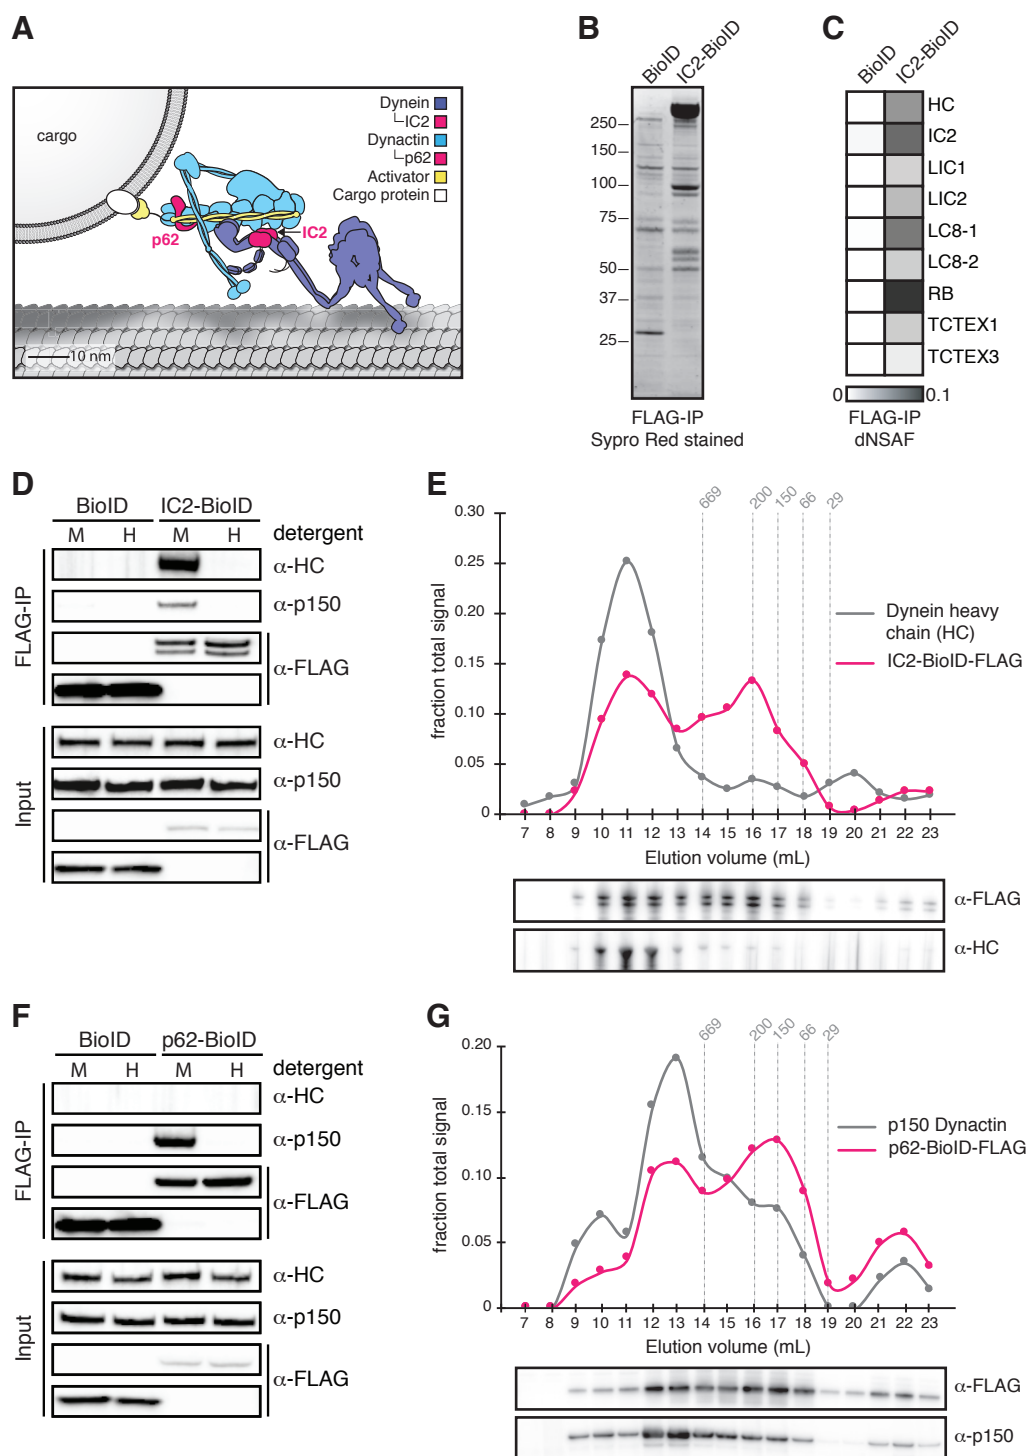 A
cargo
Dynein
IC2
Dynactin
p62
Activator
Cargo protein
p62
IC2
10 nm
B
BioID
IC2-BioID
250
150
100
75
50
37
25
FLAG-IP
Sypro Red stained
C
BioID
IC2-BioID
HC
IC2
LIC1
LIC2
LC8-1
LC8-2
RB
TCTEX1
TCTEX3
0
0.1
FLAG-IP
dNSAF
D
BioID
IC2-BioID
M H M H detergent
FLAG-IP
α-HC
α-p150
α-FLAG
Input
α-HC
α-p150
α-FLAG
E
669 200 150 66 29
fraction total signal
0.30
0.25
0.20
0.15
0.10
0.05
0
Dynein heavy
chain (HC)
IC2-BioID-FLAG
7 8 9 10 11 12 13 14 15 16 17 18 19 20 21 22 23
Elution volume (mL)
α-FLAG
α-HC
F
BioID
p62-BioID
M H M H detergent
FLAG-IP
α-HC
α-p150
α-FLAG
Input
α-HC
α-p150
α-FLAG
G
669 200 150 66 29
fraction total signal
0.20
0.15
0.10
0.05
0
p150 Dynactin
p62-BioID-FLAG
7 8 9 10 11 12 13 14 15 16 17 18 19 20 21 22 23
Elution volume (mL)
α-FLAG
α-p150